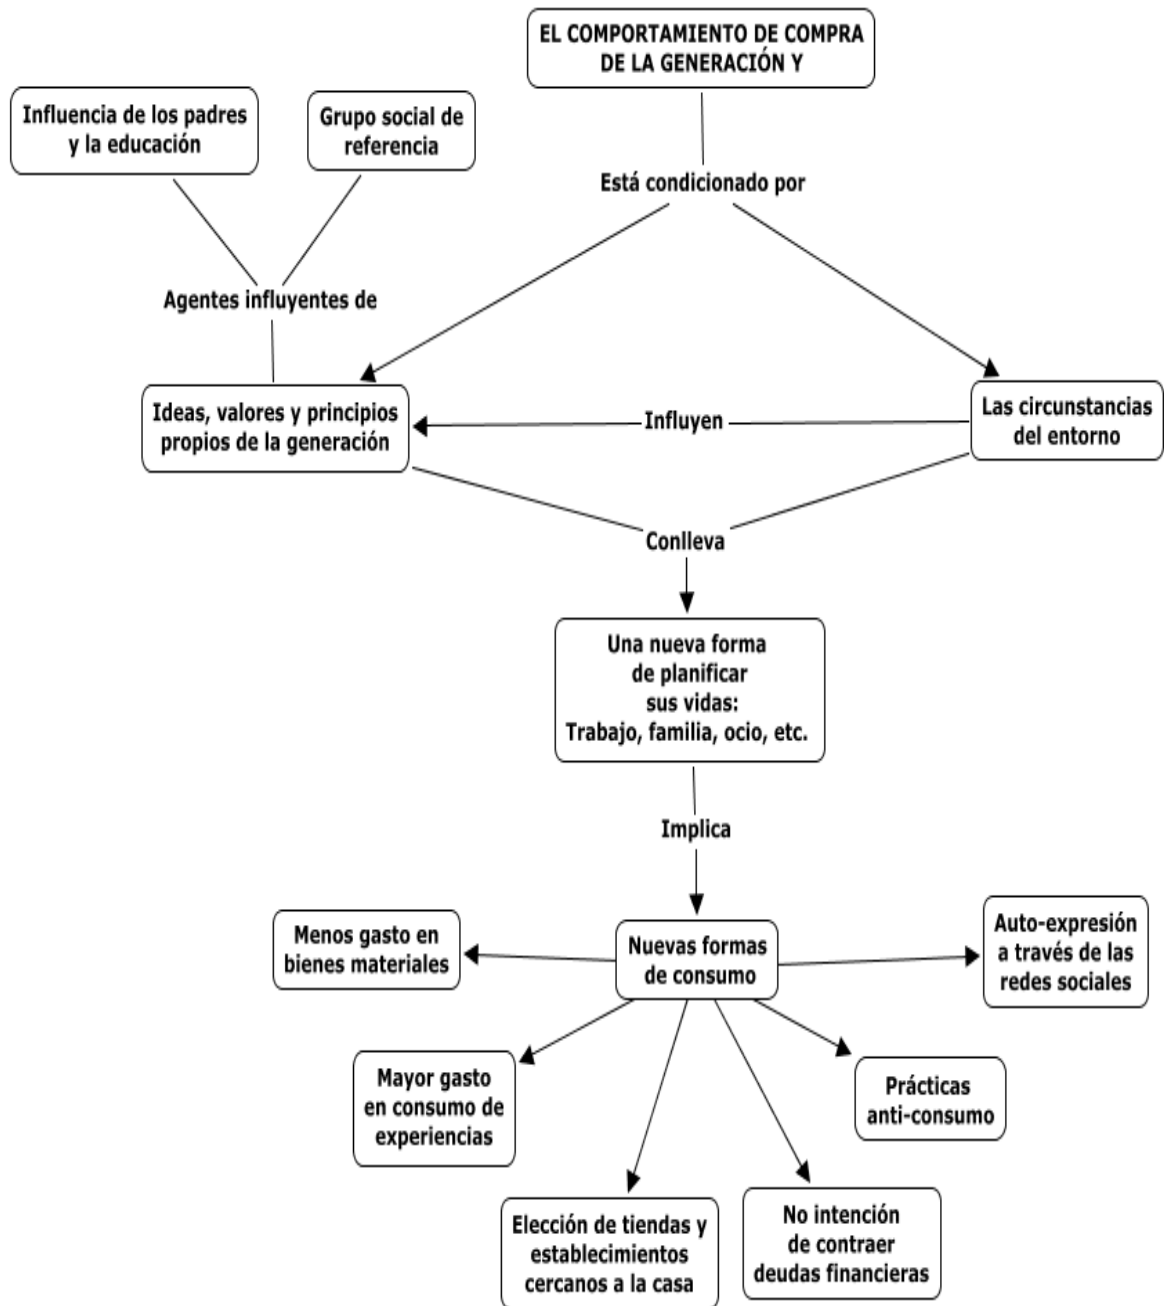 EL COMPORTAMIENTO DE COMPRA
DE LA GENERACIÓN Y
Influencia de los padres
y la educación
Grupo social de
referencia
Está condicionado por
Agentes influyentes de
Ideas, valores y principios
propios de la generación
Influyen
Las circunstancias
del entorno
Conlleva
Una nueva forma
de planificar
sus vidas:
Trabajo, familia, ocio, etc.
Implica
Nuevas formas
de consumo
Menos gasto en
bienes materiales
Auto-expresión
a través de las
redes sociales
Mayor gasto
en consumo de
experiencias
Prácticas
anti-consumo
Elección de tiendas y
establecimientos
cercanos a la casa
No intención
de contraer
deudas financieras